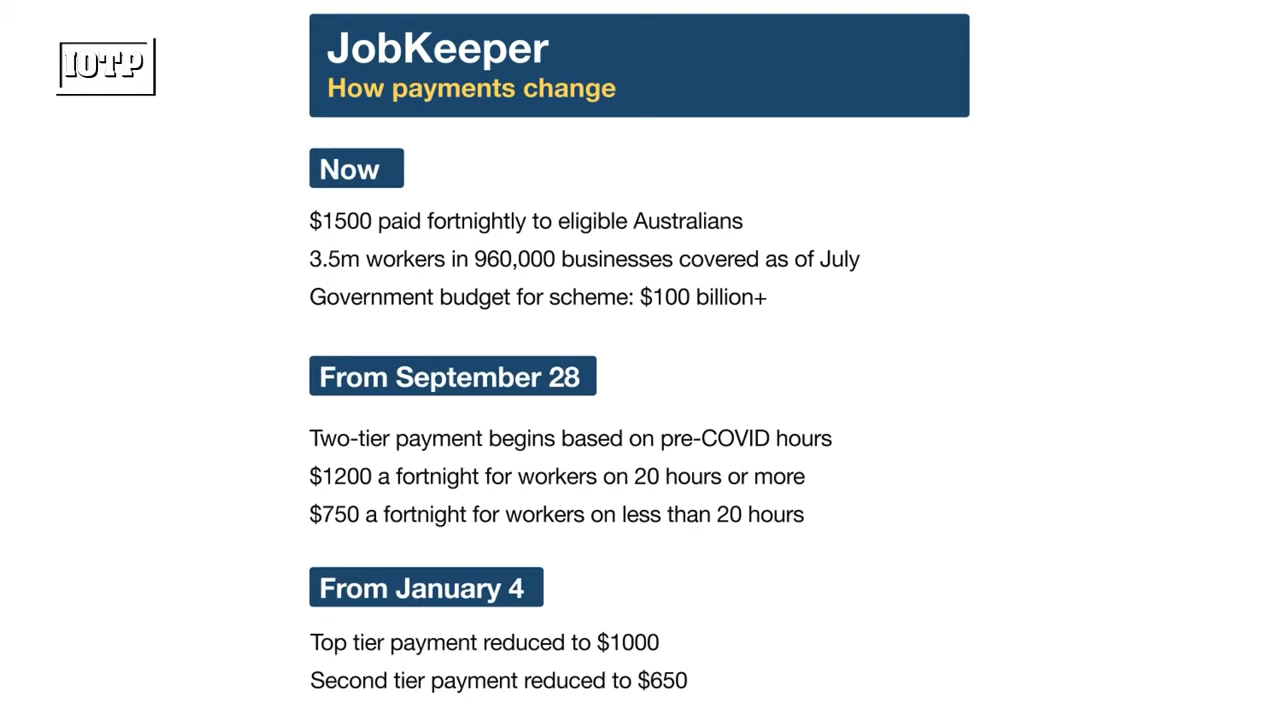 IOTP
JobKeeper
How payments change
Now
$1500 paid fortnightly to eligible Australians
3.5m workers in 960,000 businesses covered as of July
Government budget for scheme: $100 billion+
From September 28
Two-tier payment begins based on pre-COVID hours
$1200 a fortnight for workers on 20 hours or more
$750 a fortnight for workers on less than 20 hours
From January 4
Top tier payment reduced to $1000
Second tier payment reduced to $650